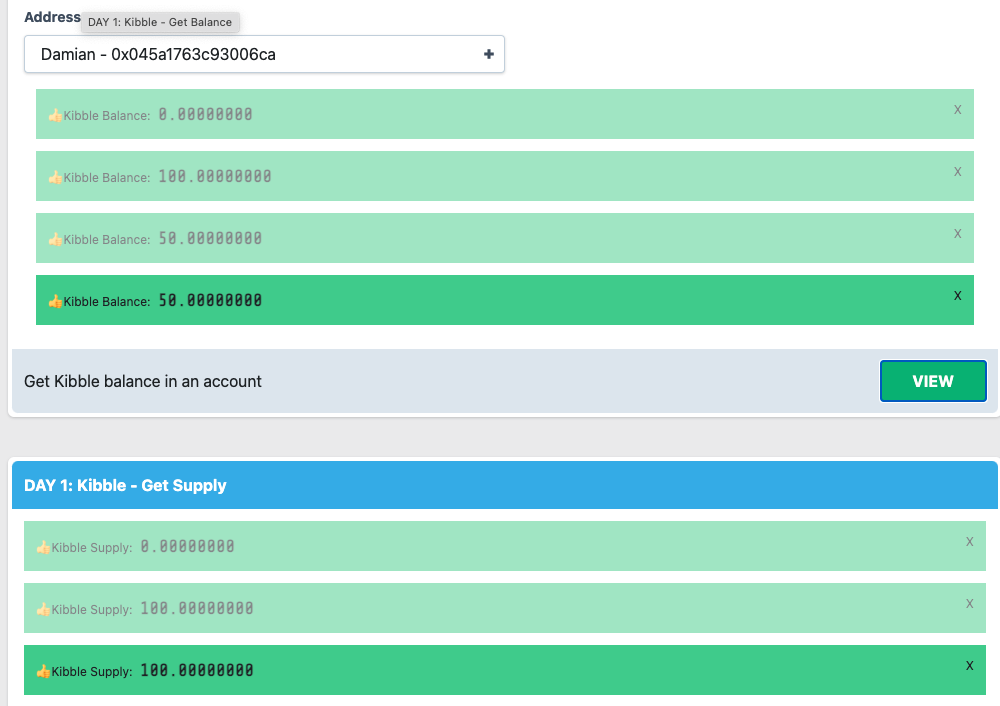 Address
DAY 1: Kibble - Get Balance
Damian - 0x045a1763c93006ca +
👍Kibble Balance: 0.00000000 X
👍Kibble Balance: 100.00000000 X
👍Kibble Balance: 50.00000000 X
👍Kibble Balance: 50.00000000 X
Get Kibble balance in an account VIEW
DAY 1: Kibble - Get Supply
👍Kibble Supply: 0.00000000 X
👍Kibble Supply: 100.00000000 X
👍Kibble Supply: 100.00000000 X